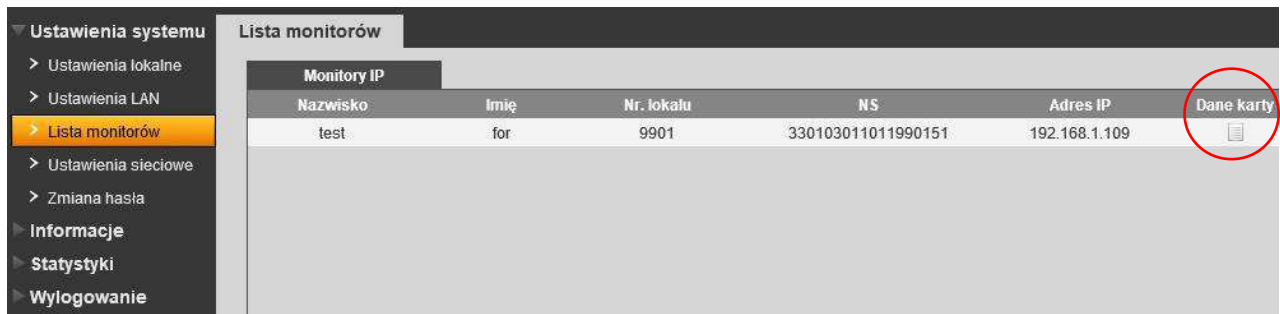 Ustawienia systemu
Ustawienia lokalne
Ustawienia LAN
Lista monitorów
Ustawienia sieciowe
Zmiana hasła
Informacje
Statystyki
Wylogowanie
Lista monitorów
Monitory IP
Nazwisko Imię Nr. lokalu NS Adres IP Dane karty
test for 9901 330103011011990151 192.168.1.109